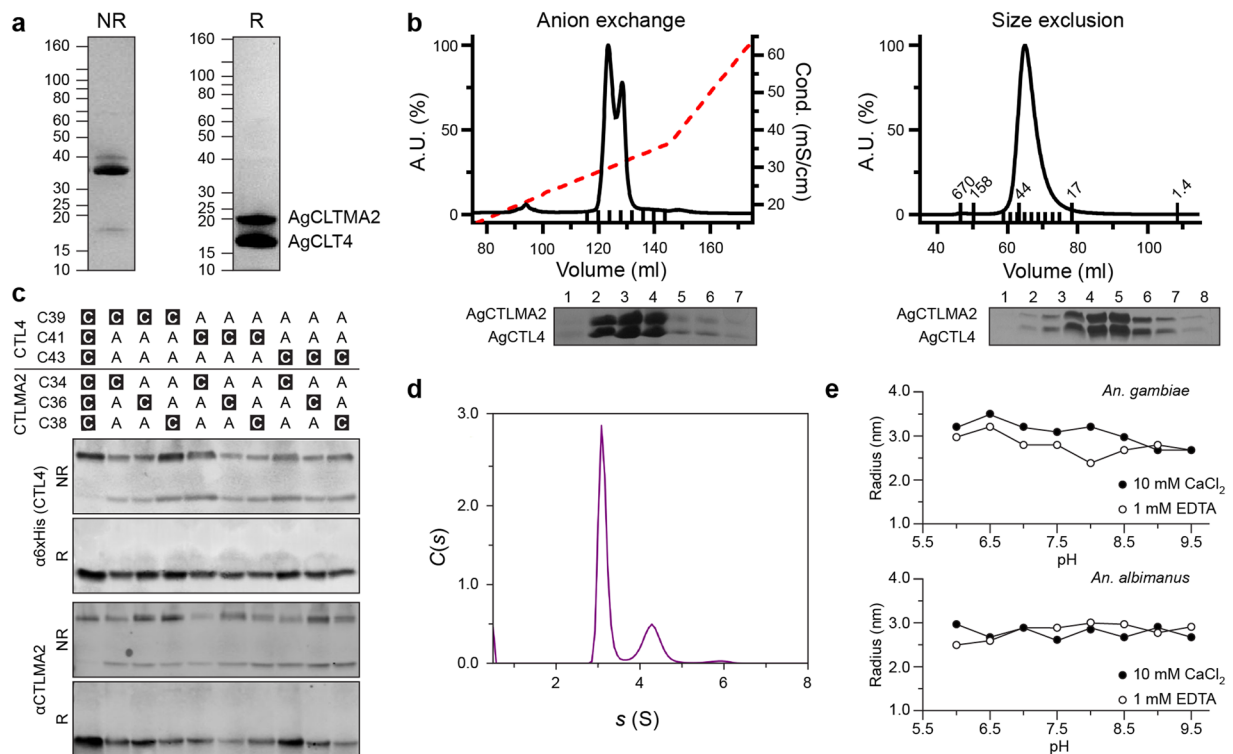 a
NR
R
160
120
100
80
60
50
40
30
25
20
15
10
160
120
100
80
60
50
40
30
25
20
15
10
AgCLTMA2
AgCLT4
b
Anion exchange
A.U. (%)
100
50
0
80 100 120 140 160
Volume (ml)
60
50
40
30
20
Cond. (mS/cm)
1 2 3 4 5 6 7
AgCTLMA2
AgCTL4
Size exclusion
A.U. (%)
100
50
0
670 158 44 17 1.4
40 60 80 100
Volume (ml)
1 2 3 4 5 6 7 8
AgCTLMA2
AgCTL4
c
CTL4
C39 C C C C A A A A A A
C41 C A A A C C C A A A
C43 C A A A A A A C C C
CTLMA2
C34 C C A A C A A C A A
C36 C A C A A C A A C A
C38 C A A C A A C A A C
α6xHis (CTL4)
NR
R
αCTLMA2
NR
R
d
C(s)
3.0
2.0
1.0
0.0
2 4 6 8
s (S)
e
An. gambiae
Radius (nm)
4.0
3.0
2.0
1.0
10 mM CaCl₂
1 mM EDTA
5.5 6.5 7.5 8.5 9.5
pH
An. albimanus
Radius (nm)
4.0
3.0
2.0
1.0
10 mM CaCl₂
1 mM EDTA
5.5 6.5 7.5 8.5 9.5
pH